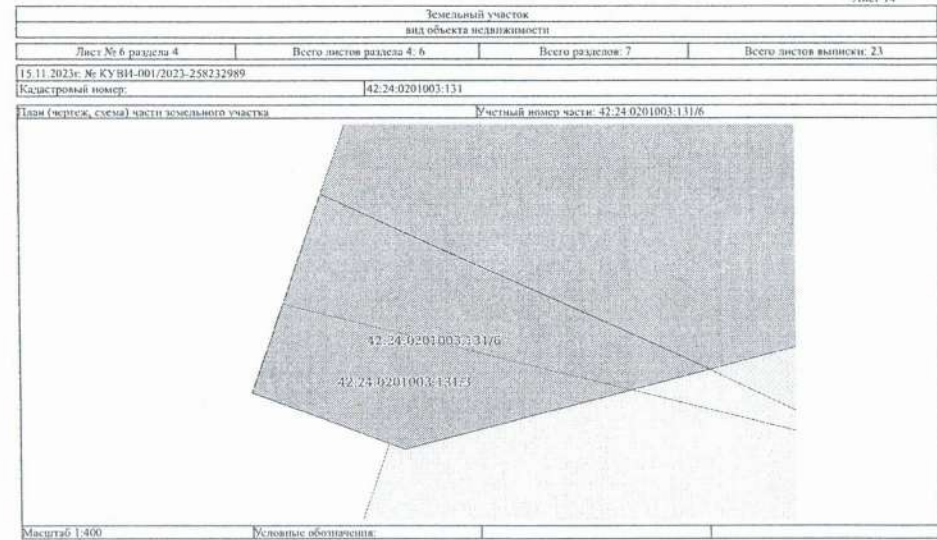 Лист 14
Земельный участок
вид объекта недвижимости
Лист № 6 раздела 4 Всего листов раздела 4: 6 Всего разделов: 7 Всего листов выписки: 23
15.11.2023г. № КУВИ-001/2023-258232989
Кадастровый номер: 42:24:0201003:131
План (чертеж, схема) части земельного участка Учетный номер части: 42:24:0201003:131/6
42:24:0201003:131/6
42:24:0201003:131/3
Масштаб 1:400 Условные обозначения: